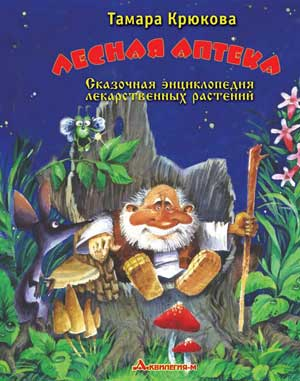 Тамара Крюкова
ЛЕСНАЯ АПТЕКА
Сказочная энциклопедия
лекарственных растений
Аквилегия-М